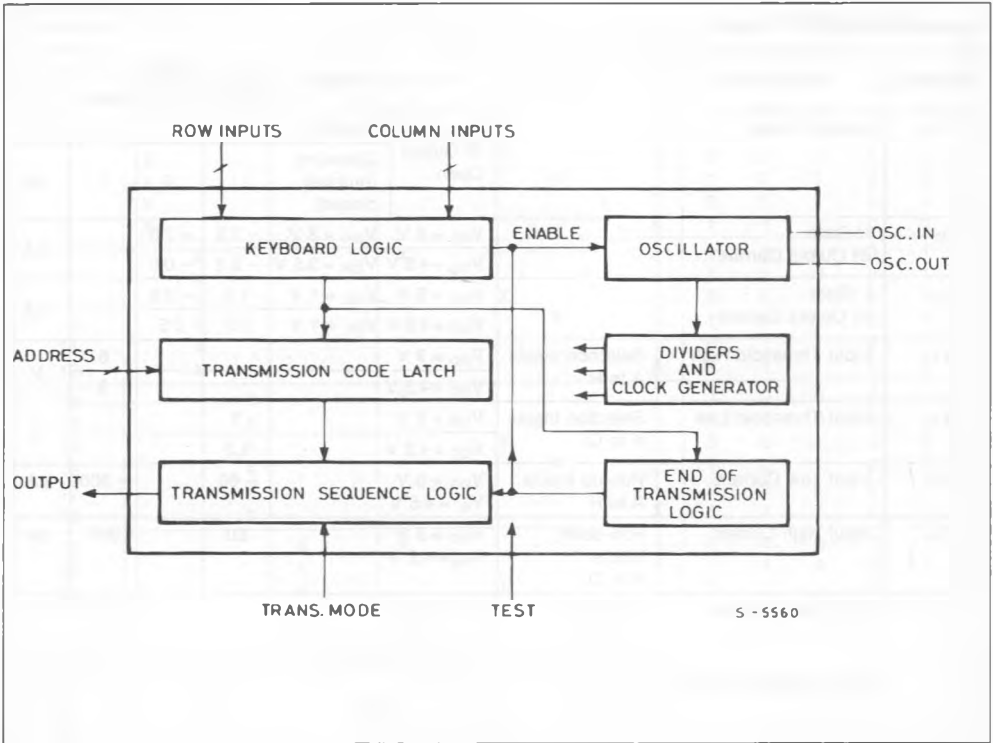 ROW INPUTS
COLUMN INPUTS
KEYBOARD LOGIC
ENABLE
OSCILLATOR
OSC. IN
OSC. OUT
ADDRESS
TRANSMISSION CODE LATCH
DIVIDERS
AND
CLOCK GENERATOR
OUTPUT
TRANSMISSION SEQUENCE LOGIC
END OF
TRANSMISSION
LOGIC
TRANS. MODE
TEST
S - 5560